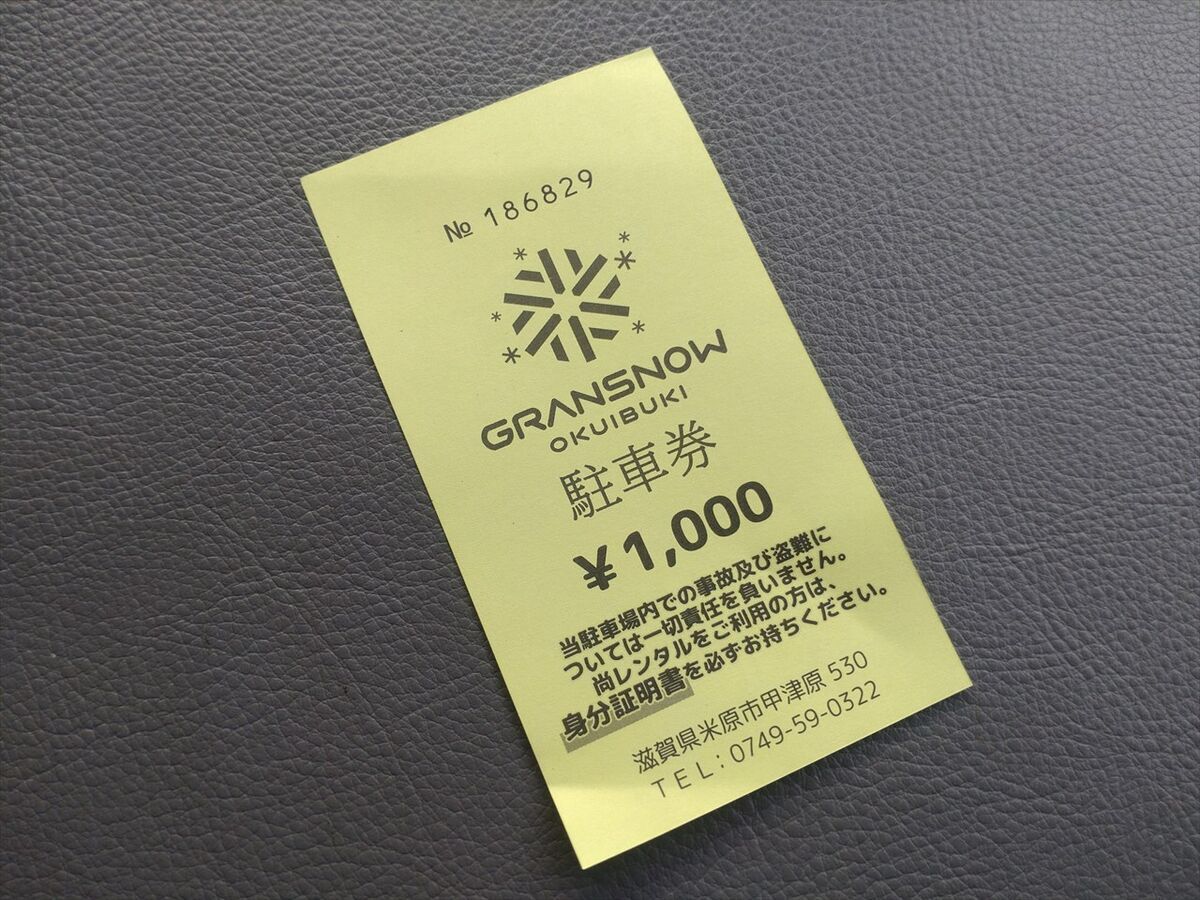 № 186829
GRANSNOW
OKUIBUKI
駐車券
¥1,000
当駐車場内での事故及び盗難に
ついては一切責任を負いません。
尚レンタルをご利用の方は、
身分証明書を必ずお持ちください。
滋賀県米原市甲津原 530
TEL:0749-59-0322